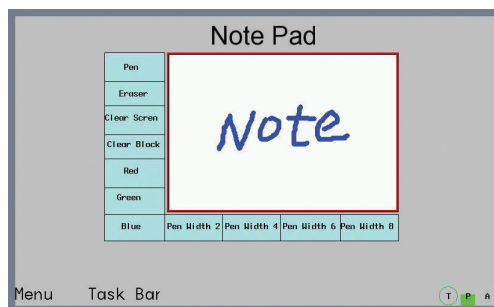 Note Pad
Pen
Eraser
Clear Scren
Clear Block
Red
Green
Blue
Pen Width 2 Pen Width 4 Pen Width 6 Pen Width 8
Note
Menu Task Bar
T P A